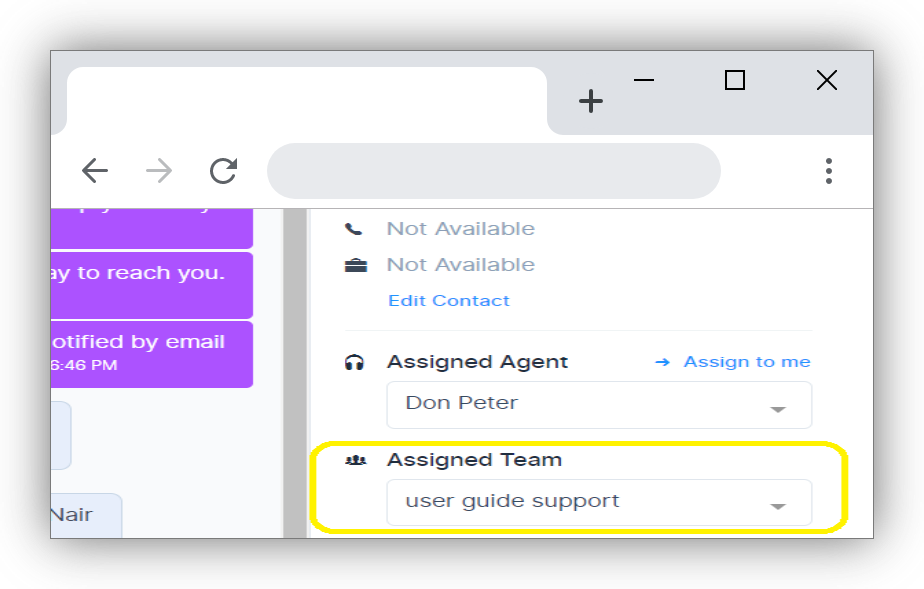 ay to reach you.
otified by email
6:46 PM
Nair
Not Available
Not Available
Edit Contact
Assigned Agent
Assign to me
Don Peter
Assigned Team
user guide support